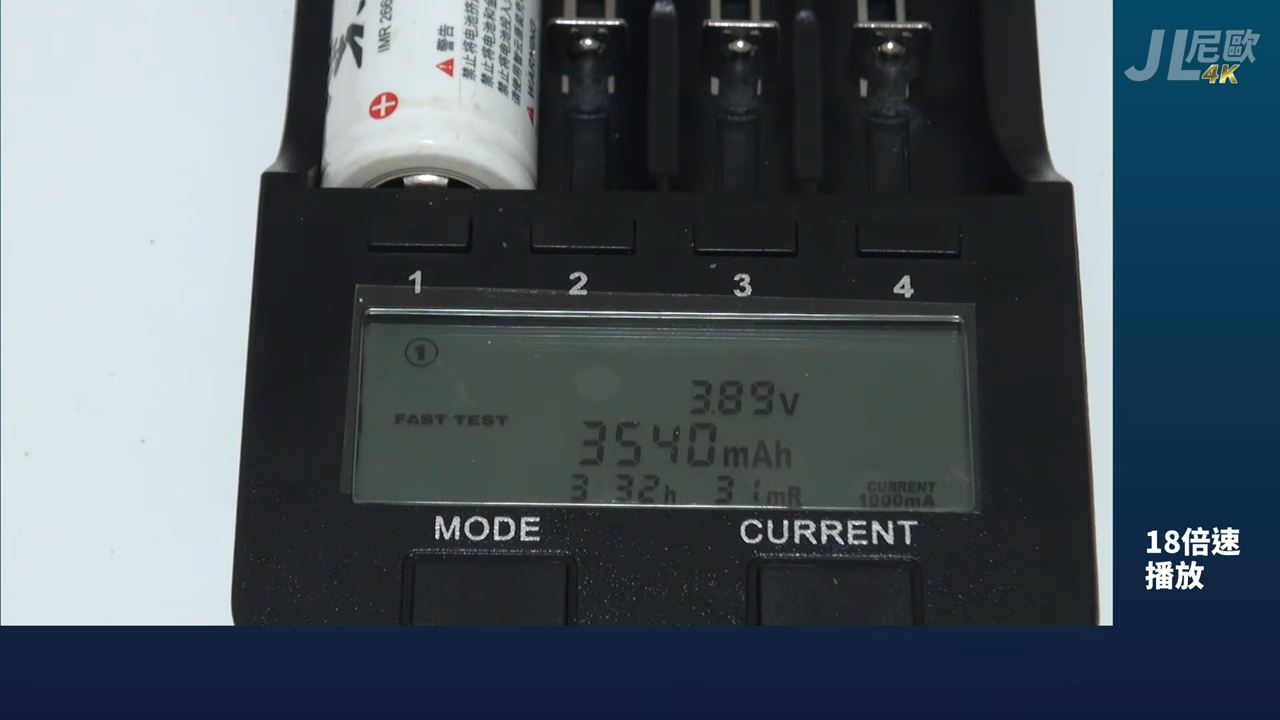 JL尼歐
4K
IMR 266
警告
1
2
3
4
1
3.89V
FAST TEST
3540mAh
3 32h
31mR
CURRENT
1000mA
MODE
CURRENT
18倍速
播放